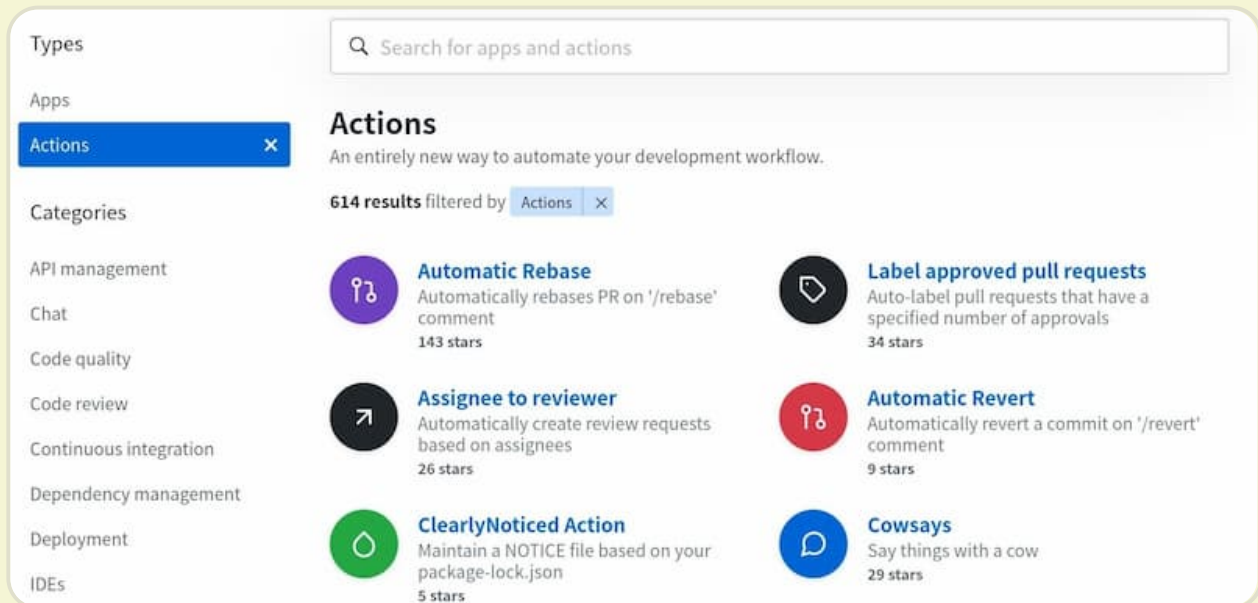 Types
Apps
Actions
Categories
API management
Chat
Code quality
Code review
Continuous integration
Dependency management
Deployment
IDEs
Search for apps and actions
Actions
An entirely new way to automate your development workflow.
614 results filtered by Actions
Automatic Rebase
Automatically rebases PR on '/rebase'
comment
143 stars
Label approved pull requests
Auto-label pull requests that have a
specified number of approvals
34 stars
Assignee to reviewer
Automatically create review requests
based on assignees
26 stars
Automatic Revert
Automatically revert a commit on '/revert'
comment
9 stars
ClearlyNoticed Action
Maintain a NOTICE file based on your
package-lock.json
5 stars
Cowsays
Say things with a cow
29 stars